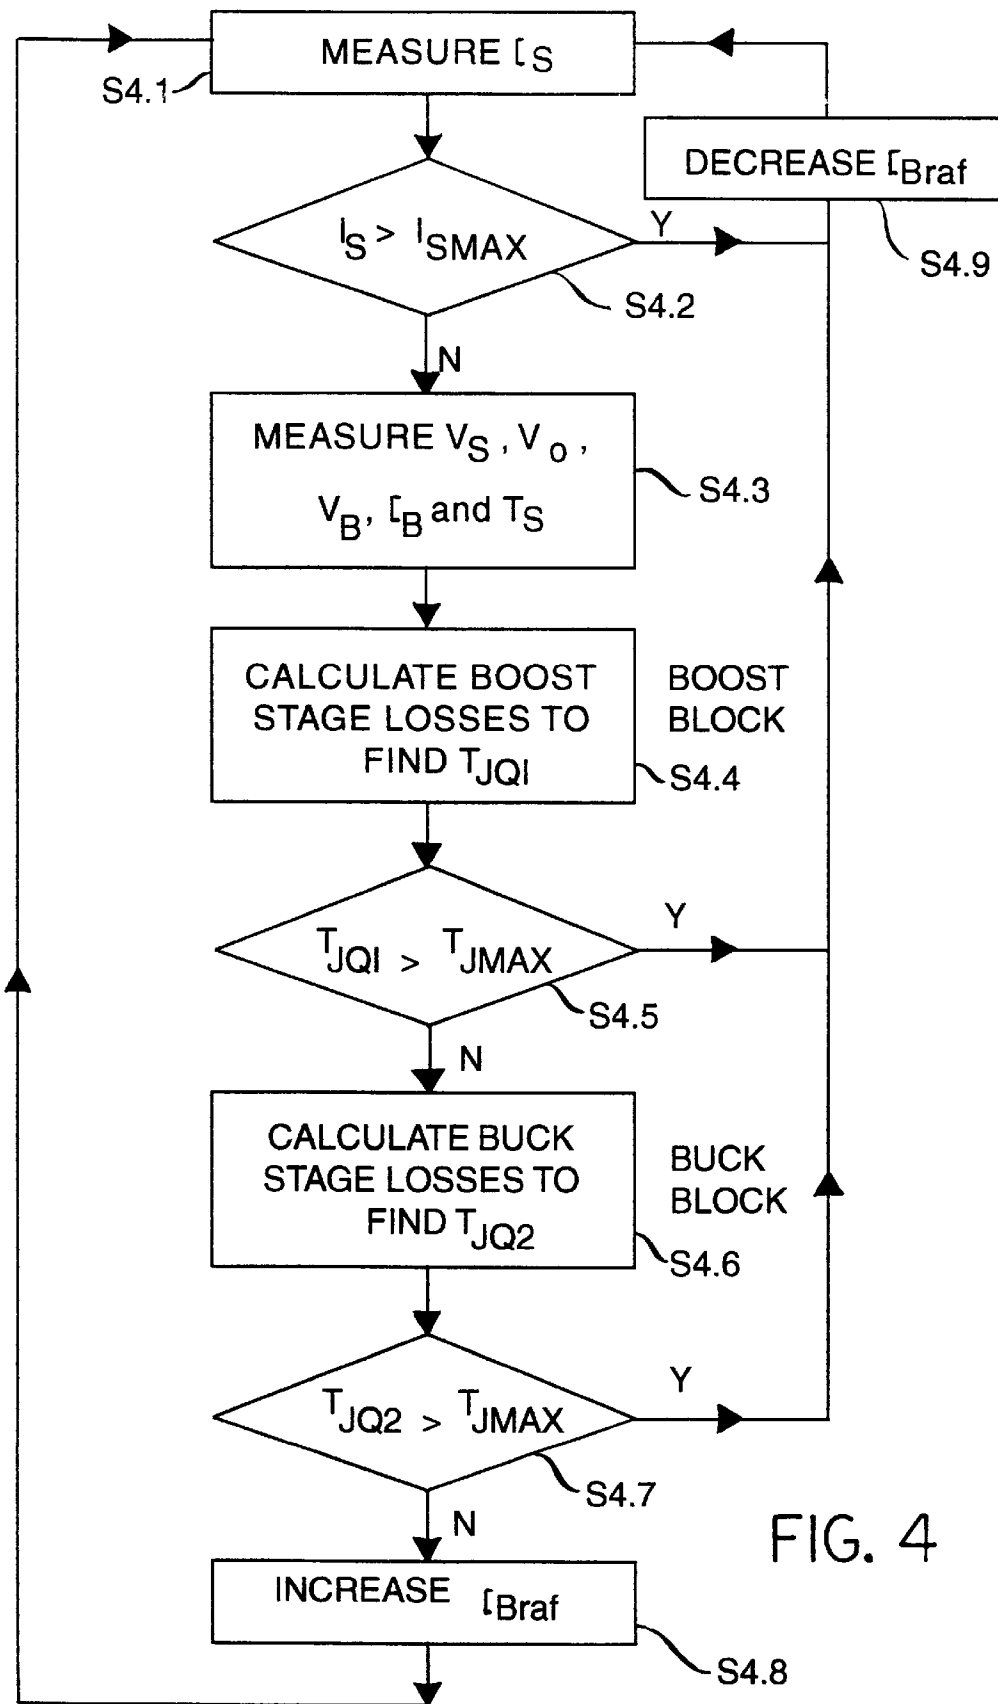 MEASURE I_S
S4.1
DECREASE I_Braf
S4.9
I_S > I_SMAX
Y
S4.2
N
MEASURE V_S, V_o,
V_B, I_B and T_S
S4.3
CALCULATE BOOST
STAGE LOSSES TO
FIND T_JQ1
BOOST
BLOCK
S4.4
T_JQ1 > T_JMAX
Y
S4.5
N
CALCULATE BUCK
STAGE LOSSES TO
FIND T_JQ2
BUCK
BLOCK
S4.6
T_JQ2 > T_JMAX
Y
S4.7
N
INCREASE I_Braf
S4.8
FIG. 4